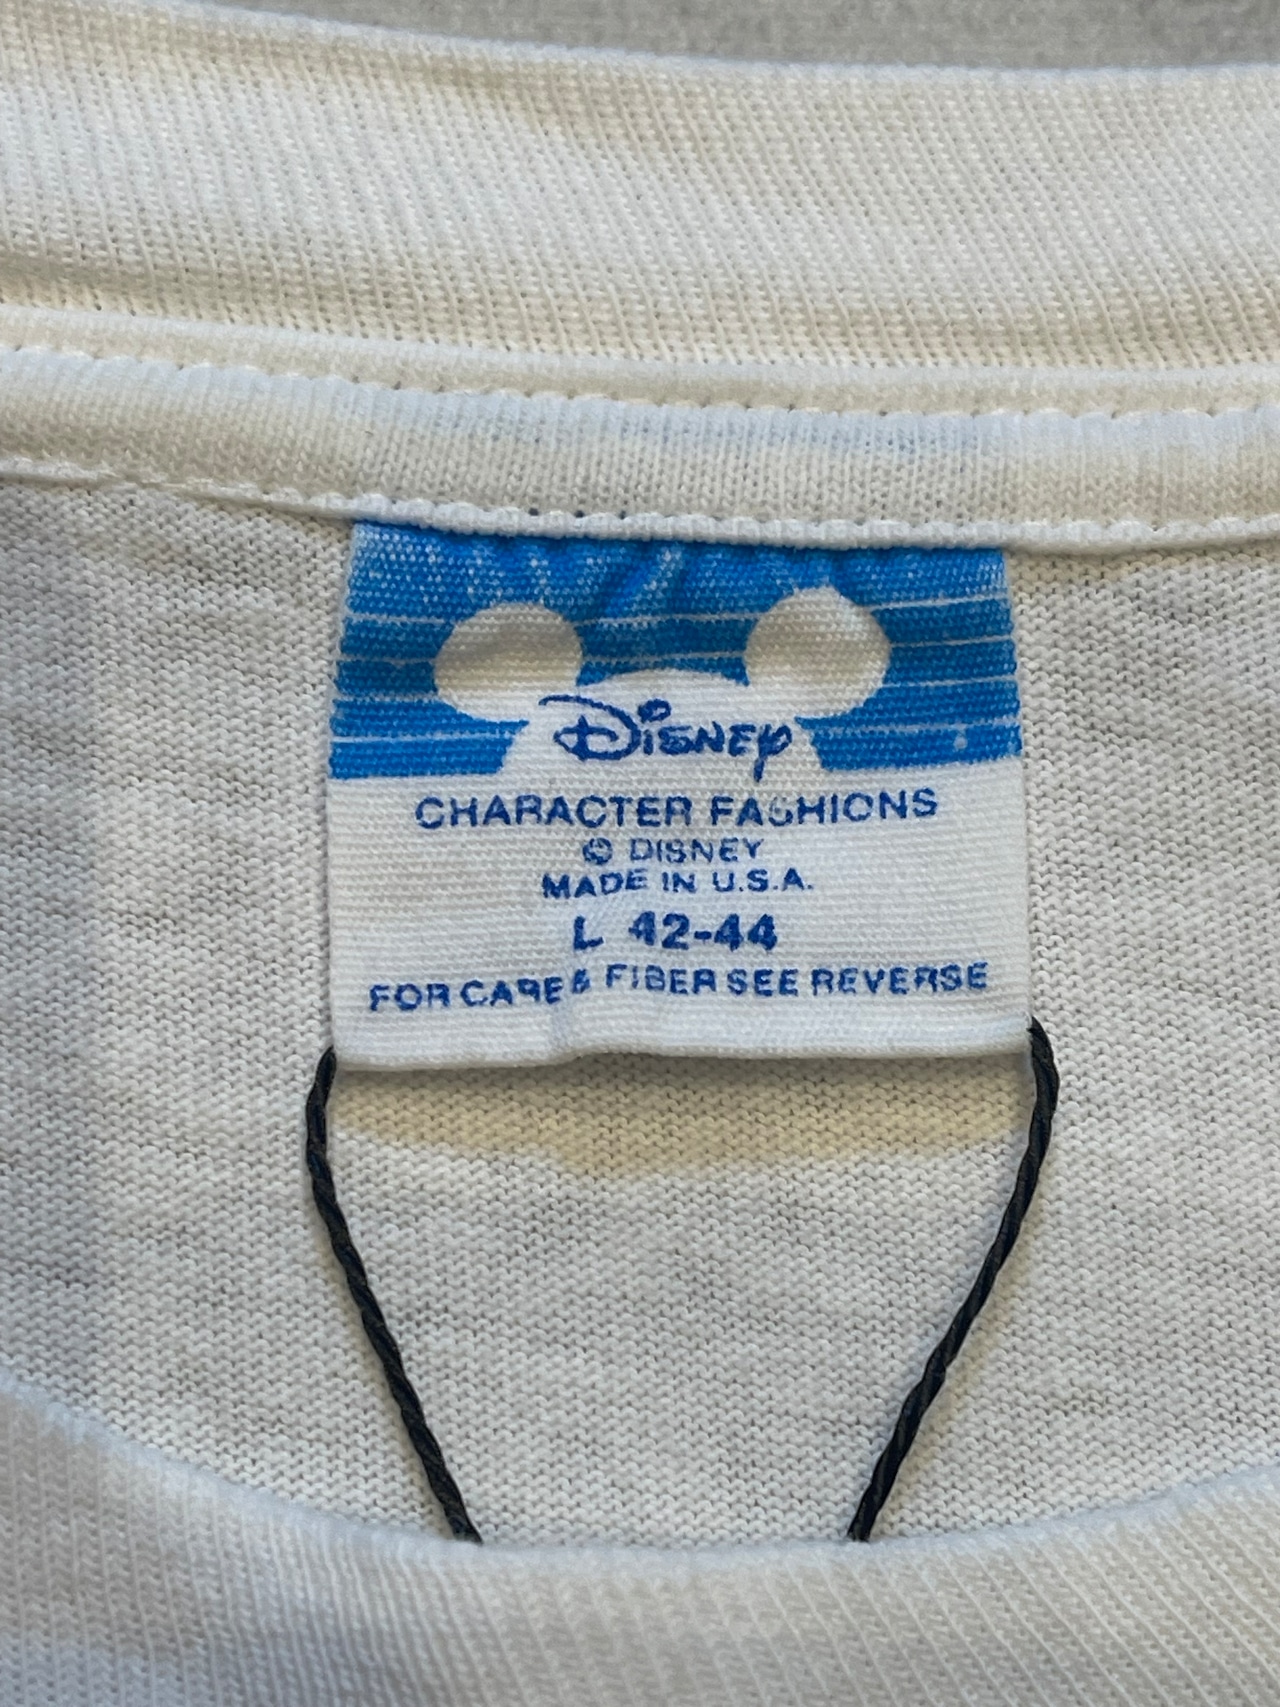 Disney
CHARACTER FASHIONS
© DISNEY
MADE IN U.S.A.
L 42-44
FOR CARE & FIBER SEE REVERSE